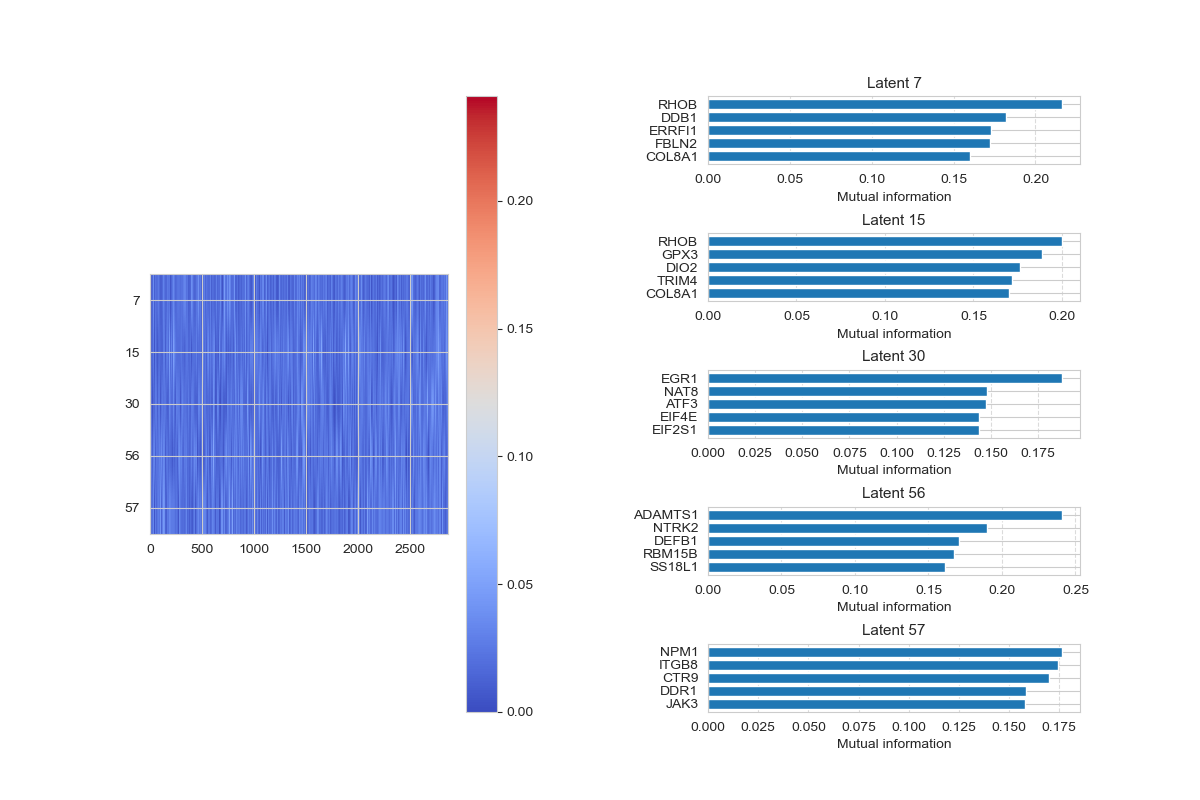 7
15
30
56
57
0 500 1000 1500 2000 2500
0.20
0.15
0.10
0.05
0.00
Latent 7
RHOB
DDB1
ERRFI1
FBLN2
COL8A1
0.00 0.05 0.10 0.15 0.20
Mutual information
Latent 15
RHOB
GPX3
DIO2
TRIM4
COL8A1
0.00 0.05 0.10 0.15 0.20
Mutual information
Latent 30
EGR1
NAT8
ATF3
EIF4E
EIF2S1
0.000 0.025 0.050 0.075 0.100 0.125 0.150 0.175
Mutual information
Latent 56
ADAMTS1
NTRK2
DEFB1
RBM15B
SS18L1
0.00 0.05 0.10 0.15 0.20 0.25
Mutual information
Latent 57
NPM1
ITGB8
CTR9
DDR1
JAK3
0.000 0.025 0.050 0.075 0.100 0.125 0.150 0.175
Mutual information